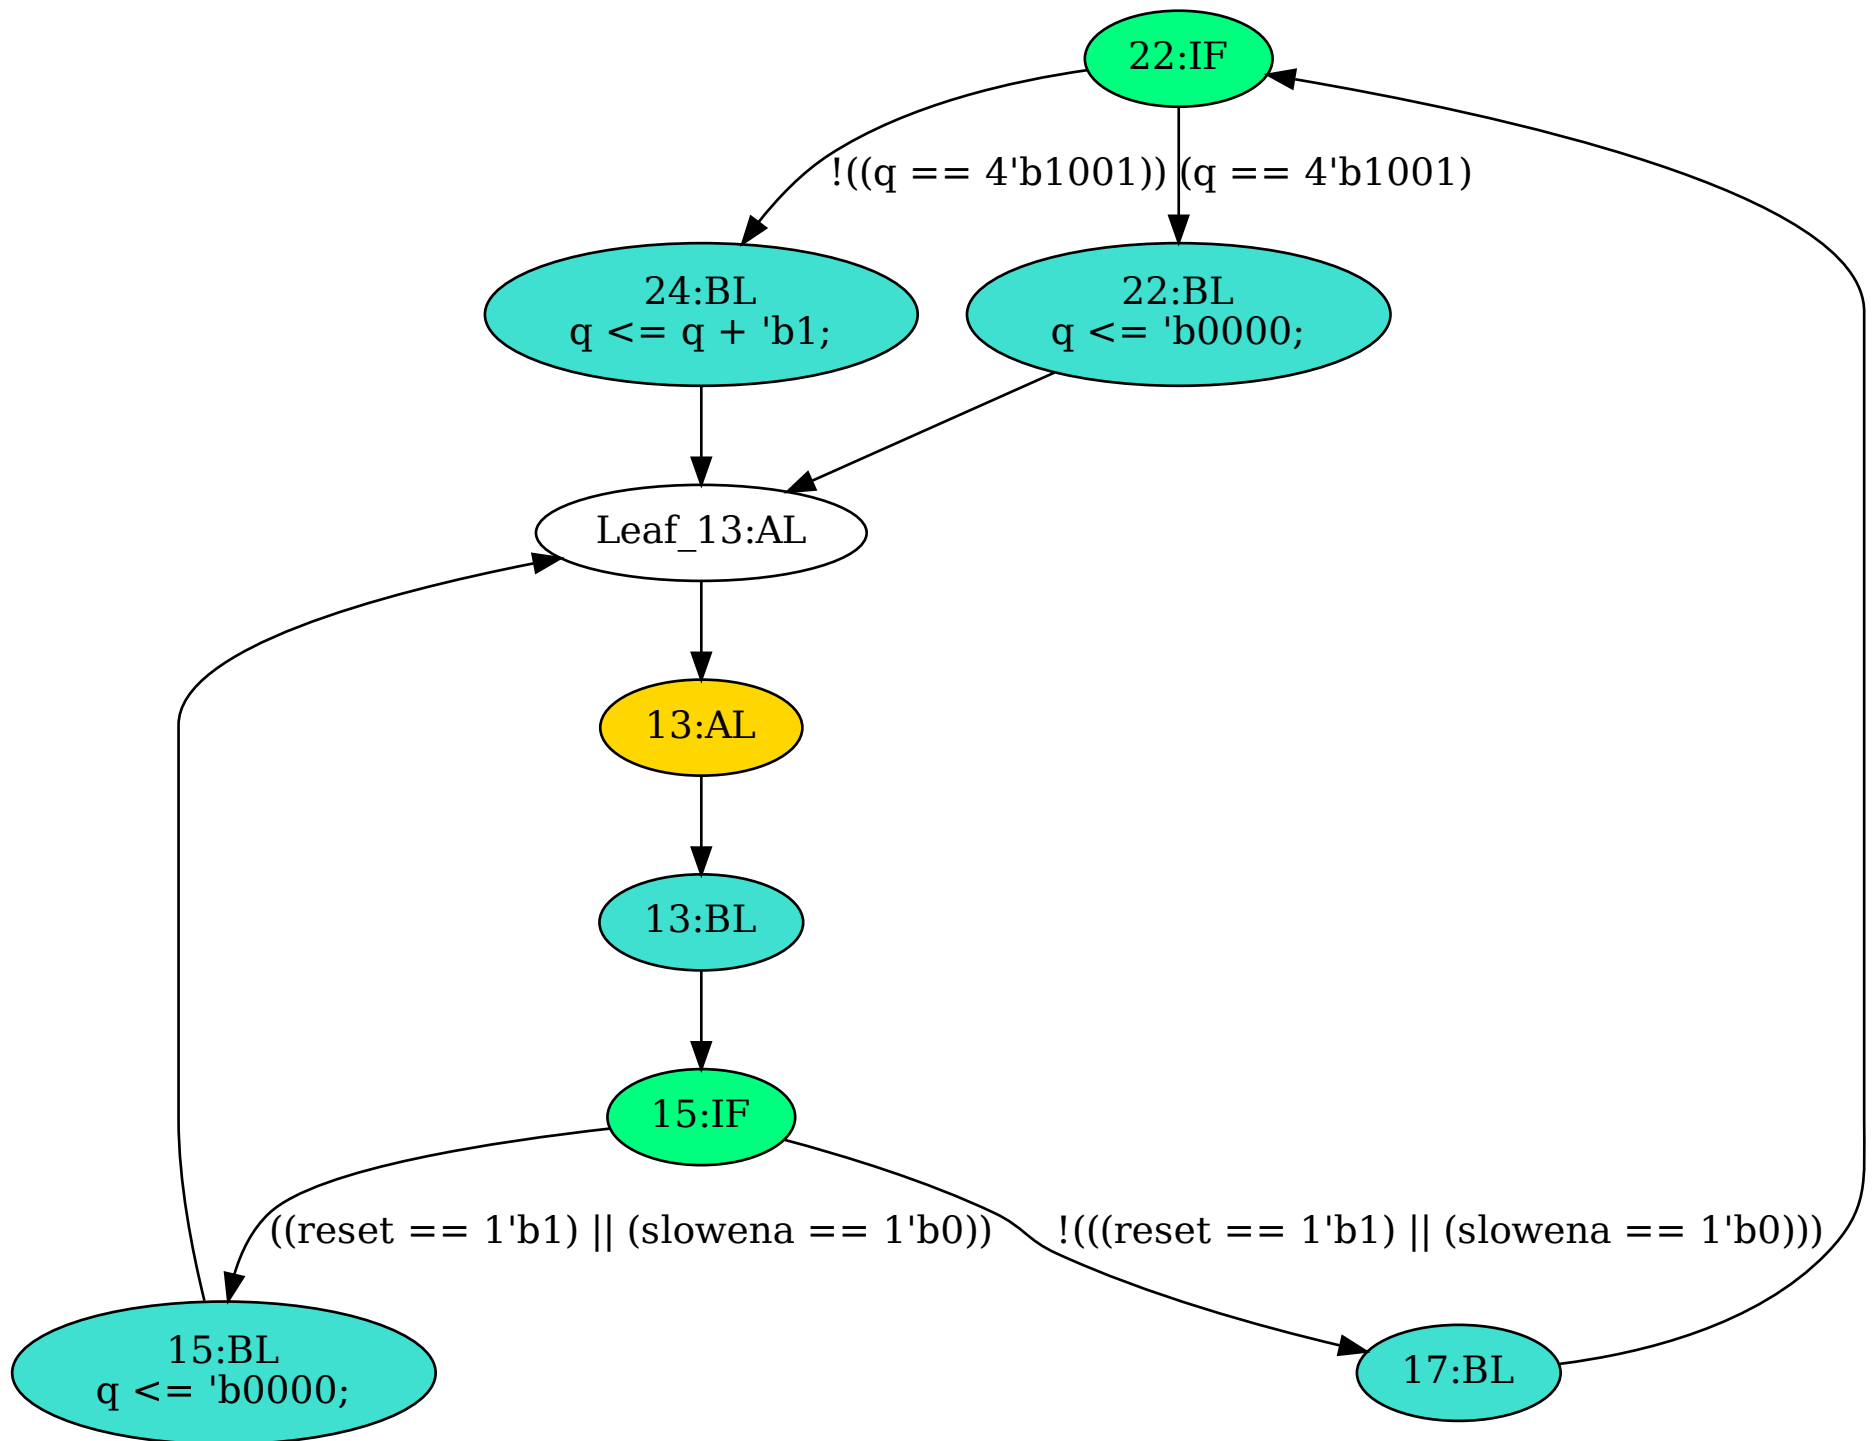 22:IF
!((q == 4'b1001))
(q == 4'b1001)
24:BL
q <= q + 'b1;
22:BL
q <= 'b0000;
Leaf_13:AL
13:AL
13:BL
15:IF
((reset == 1'b1) || (slowena == 1'b0))
!(((reset == 1'b1) || (slowena == 1'b0)))
15:BL
q <= 'b0000;
17:BL